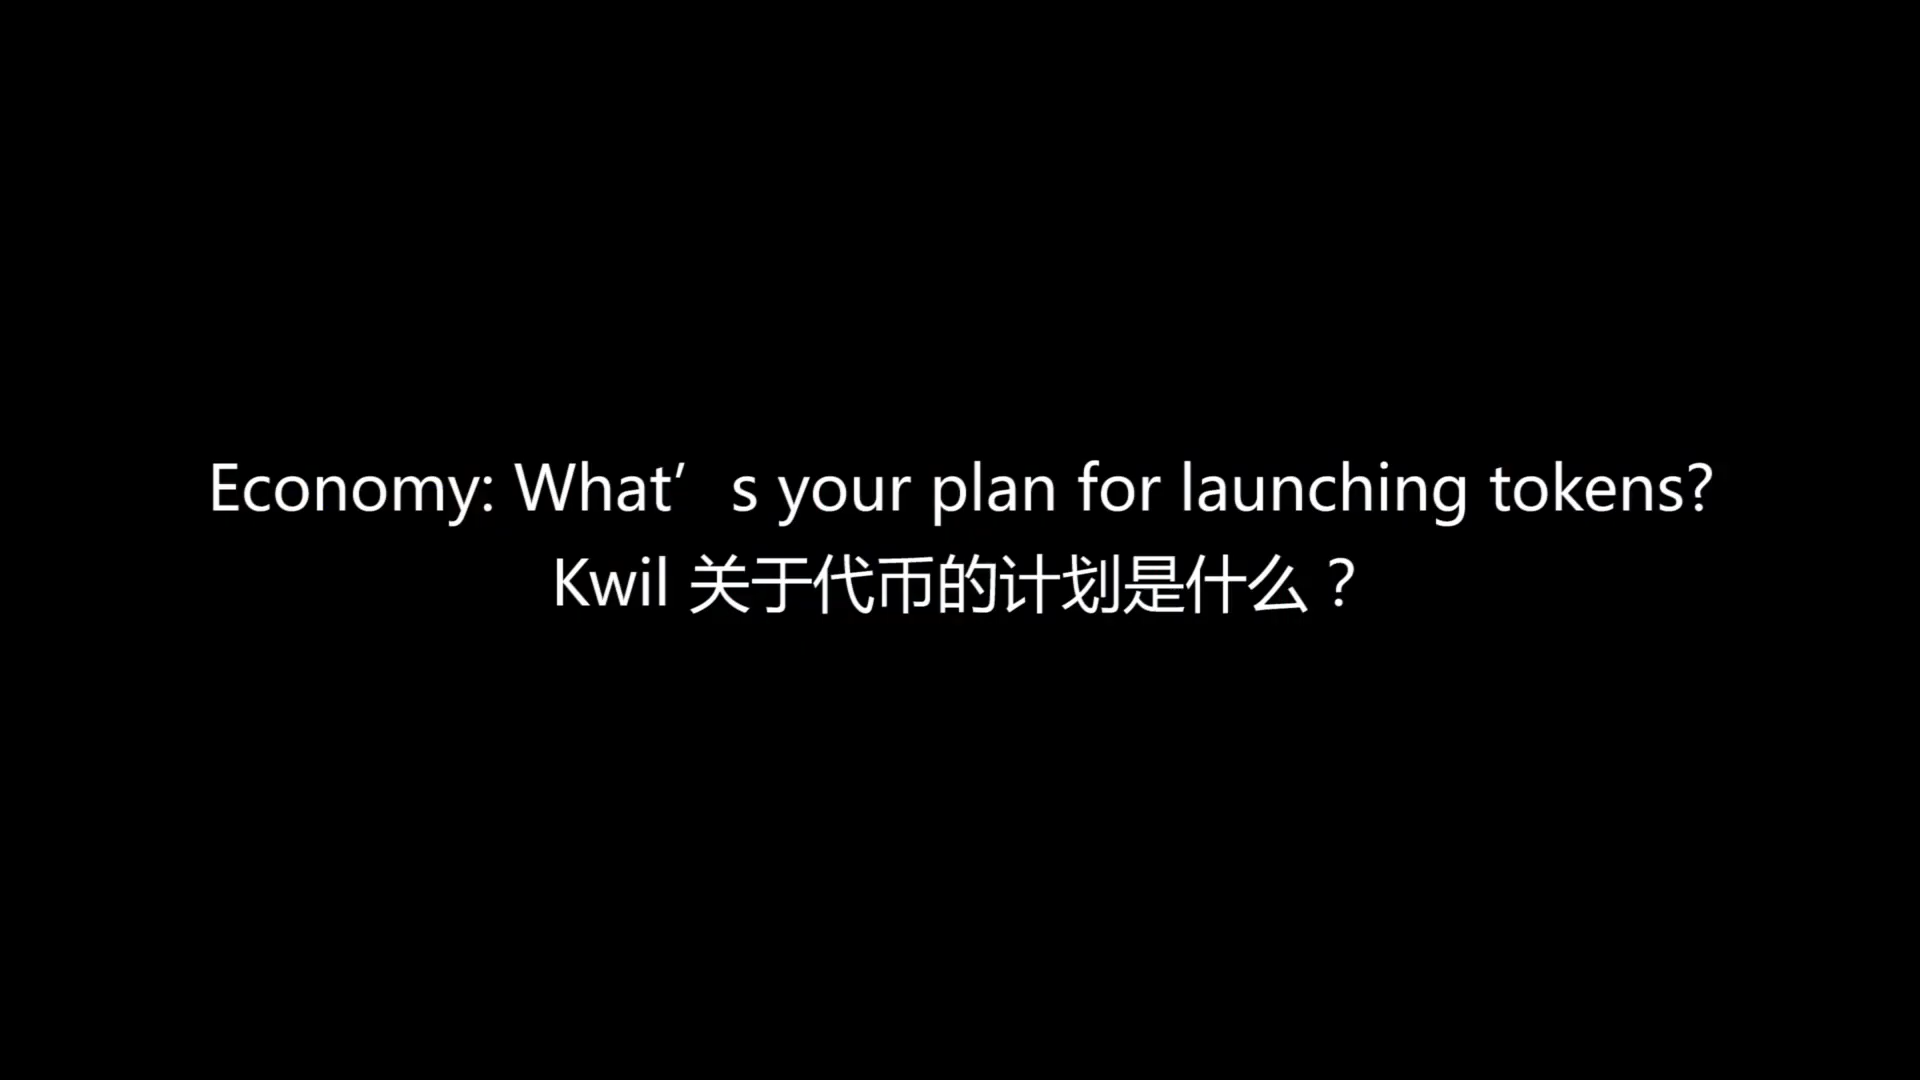 Economy: What’s your plan for launching tokens?
Kwil 关于代币的计划是什么？